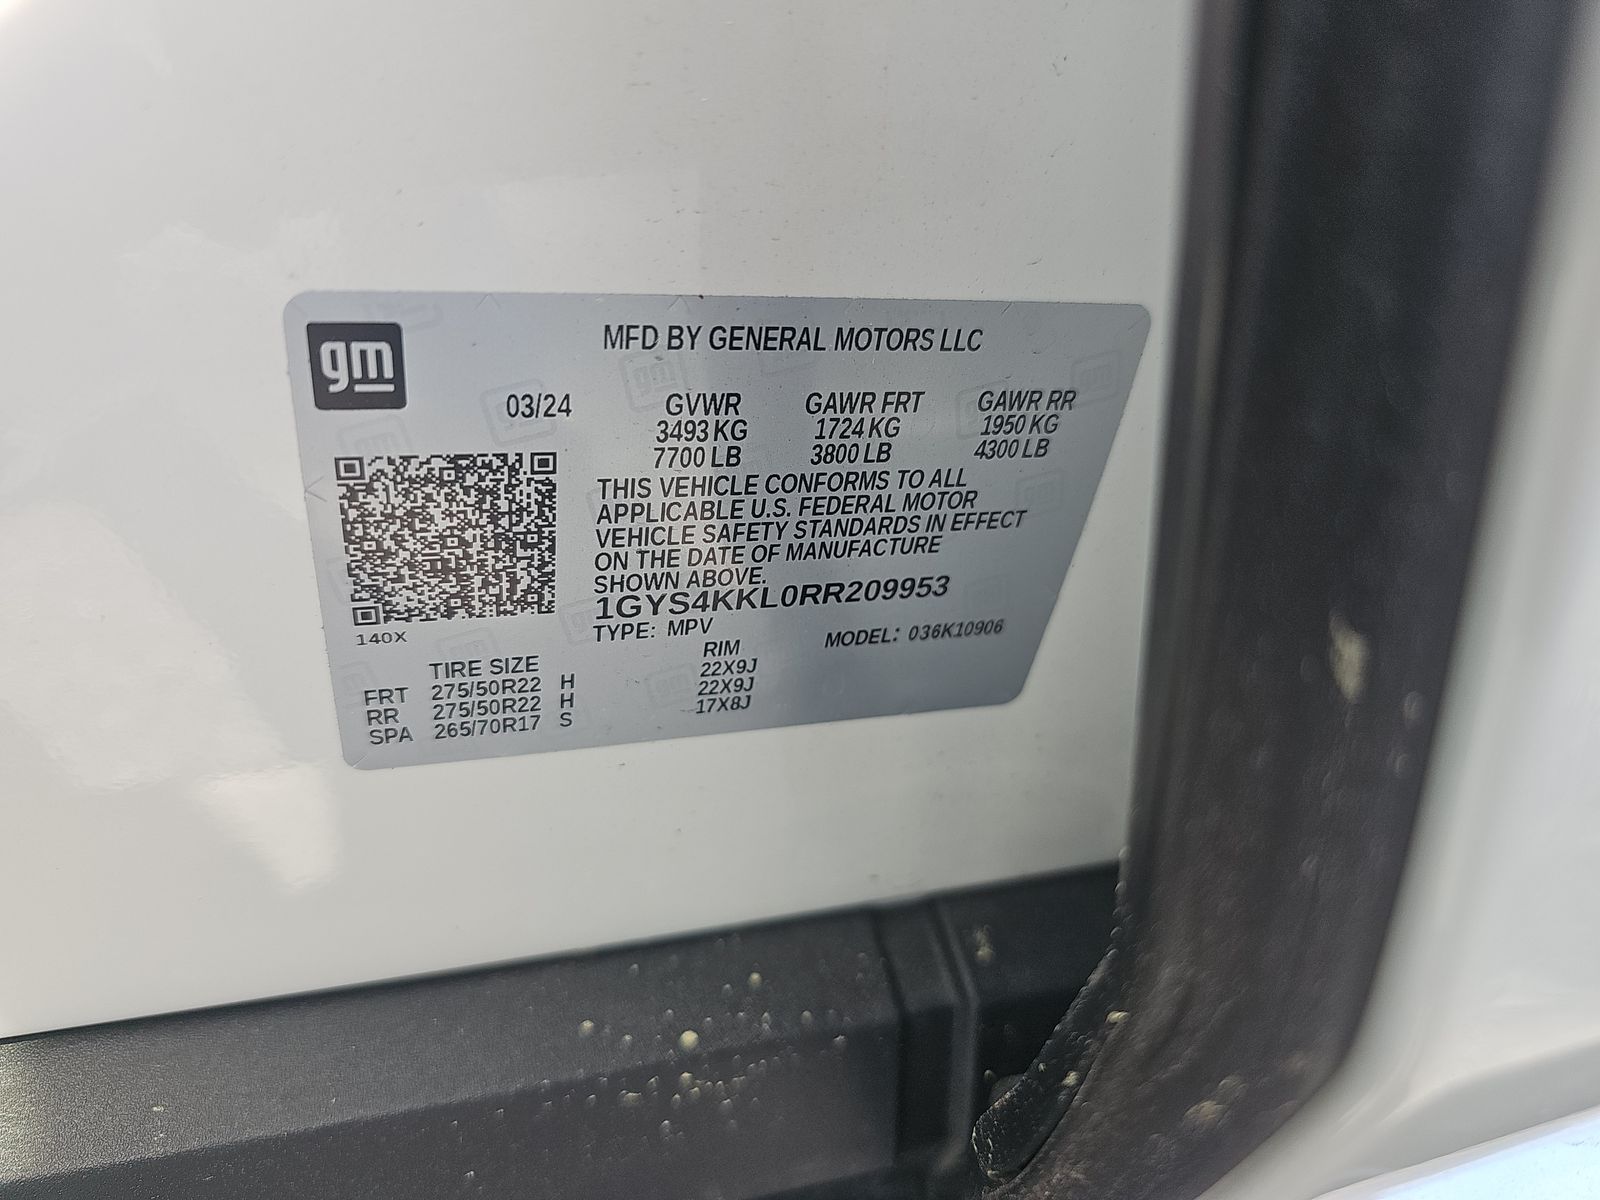 gm
MFD BY GENERAL MOTORS LLC
03/24 GVWR GAWR FRT GAWR RR
3493 KG 1724 KG 1950 KG
7700 LB 3800 LB 4300 LB
THIS VEHICLE CONFORMS TO ALL
APPLICABLE U.S. FEDERAL MOTOR
VEHICLE SAFETY STANDARDS IN EFFECT
ON THE DATE OF MANUFACTURE
SHOWN ABOVE.
1GYS4KKL0RR209953
TYPE: MPV MODEL: 036K10906
140X
TIRE SIZE RIM
FRT 275/50R22 H 22X9J
RR 275/50R22 H 22X9J
SPA 265/70R17 S 17X8J